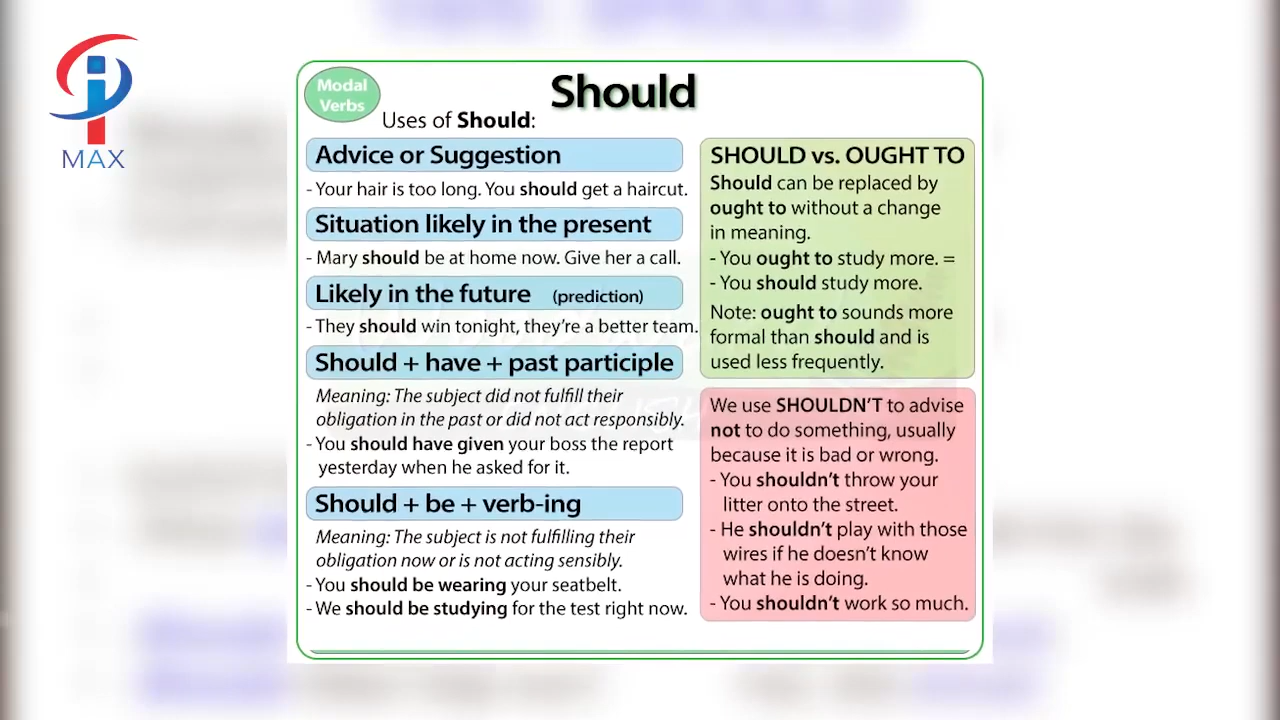 MAX
Modal
Verbs
Should
Uses of Should:
Advice or Suggestion
- Your hair is too long. You should get a haircut.
Situation likely in the present
- Mary should be at home now. Give her a call.
Likely in the future (prediction)
- They should win tonight, they're a better team.
Should + have + past participle
Meaning: The subject did not fulfill their
obligation in the past or did not act responsibly.
- You should have given your boss the report
yesterday when he asked for it.
Should + be + verb-ing
Meaning: The subject is not fulfilling their
obligation now or is not acting sensibly.
- You should be wearing your seatbelt.
- We should be studying for the test right now.
SHOULD vs. OUGHT TO
Should can be replaced by
ought to without a change
in meaning.
- You ought to study more. =
- You should study more.
Note: ought to sounds more
formal than should and is
used less frequently.
We use SHOULDN'T to advise
not to do something, usually
because it is bad or wrong.
- You shouldn't throw your
litter onto the street.
- He shouldn't play with those
wires if he doesn't know
what he is doing.
- You shouldn't work so much.